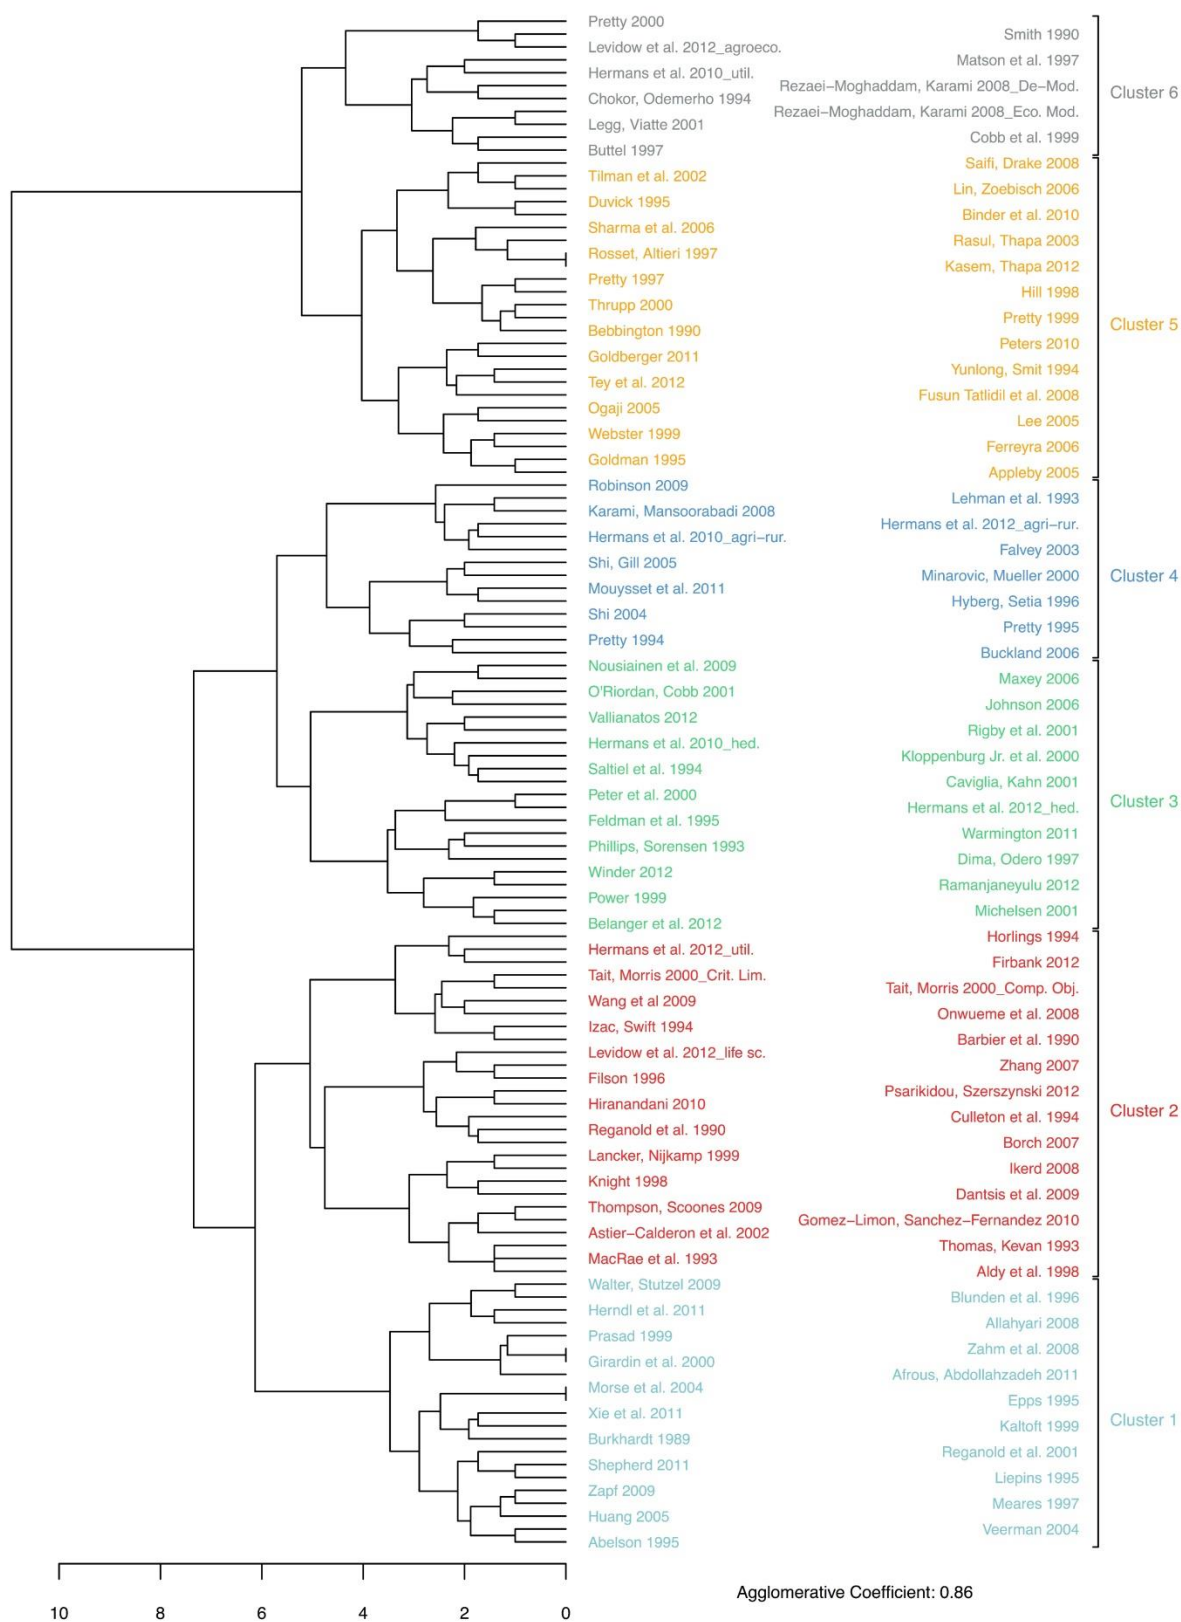 Pretty 2000
Smith 1990
Levidow et al. 2012_agroeco.
Matson et al. 1997
Hermans et al. 2010_util.
Rezaei−Moghaddam, Karami 2008_De−Mod.
Cluster 6
Chokor, Odemerho 1994
Rezaei−Moghaddam, Karami 2008_Eco. Mod.
Legg, Viatte 2001
Cobb et al. 1999
Buttel 1997
Saifi, Drake 2008
Tilman et al. 2002
Lin, Zoebisch 2006
Duvick 1995
Binder et al. 2010
Sharma et al. 2006
Rasul, Thapa 2003
Rosset, Altieri 1997
Kasem, Thapa 2012
Pretty 1997
Hill 1998
Thrupp 2000
Pretty 1999
Cluster 5
Bebbington 1990
Peters 2010
Goldberger 2011
Yunlong, Smit 1994
Tey et al. 2012
Fusun Tatlidil et al. 2008
Ogaji 2005
Lee 2005
Webster 1999
Ferreyra 2006
Goldman 1995
Appleby 2005
Robinson 2009
Lehman et al. 1993
Karami, Mansoorabadi 2008
Hermans et al. 2012_agri−rur.
Hermans et al. 2010_agri−rur.
Falvey 2003
Shi, Gill 2005
Minarovic, Mueller 2000
Cluster 4
Mouysset et al. 2011
Hyberg, Setia 1996
Shi 2004
Pretty 1995
Pretty 1994
Buckland 2006
Nousiainen et al. 2009
Maxey 2006
O'Riordan, Cobb 2001
Johnson 2006
Vallianatos 2012
Rigby et al. 2001
Hermans et al. 2010_hed.
Kloppenburg Jr. et al. 2000
Saltiel et al. 1994
Caviglia, Kahn 2001
Peter et al. 2000
Cluster 3
Hermans et al. 2012_hed.
Feldman et al. 1995
Warmington 2011
Phillips, Sorensen 1993
Dima, Odero 1997
Winder 2012
Ramanjaneyulu 2012
Power 1999
Michelsen 2001
Belanger et al. 2012
Horlings 1994
Hermans et al. 2012_util.
Firbank 2012
Tait, Morris 2000_Crit. Lim.
Tait, Morris 2000_Comp. Obj.
Wang et al 2009
Onwueme et al. 2008
Izac, Swift 1994
Barbier et al. 1990
Levidow et al. 2012_life sc.
Zhang 2007
Filson 1996
Psarikidou, Szerszynski 2012
Hiranandani 2010
Cluster 2
Culleton et al. 1994
Reganold et al. 1990
Borch 2007
Lancker, Nijkamp 1999
Ikerd 2008
Knight 1998
Dantsis et al. 2009
Thompson, Scoones 2009
Gomez−Limon, Sanchez−Fernandez 2010
Astier−Calderon et al. 2002
Thomas, Kevan 1993
MacRae et al. 1993
Aldy et al. 1998
Walter, Stutzel 2009
Blunden et al. 1996
Herndl et al. 2011
Allahyari 2008
Prasad 1999
Zahm et al. 2008
Girardin et al. 2000
Afrous, Abdollahzadeh 2011
Morse et al. 2004
Epps 1995
Xie et al. 2011
Cluster 1
Kaltoft 1999
Burkhardt 1989
Reganold et al. 2001
Shepherd 2011
Liepins 1995
Zapf 2009
Meares 1997
Huang 2005
Veerman 2004
Abelson 1995
Agglomerative Coefficient: 0.86
10 8 6 4 2 0